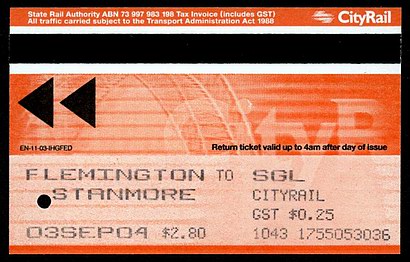 State Rail Authority ABN 73 997 983 198 Tax Invoice (includes GST)
All traffic carried subject to the Transport Administration Act 1988
CityRail
CityR
EN-11-03-IHGFED
Return ticket valid up to 4am after day of issue
FLEMINGTON TO SGL
STANMORE CITYRAIL
GST $0.25
03SEP04 $2.80 1043 1755053036